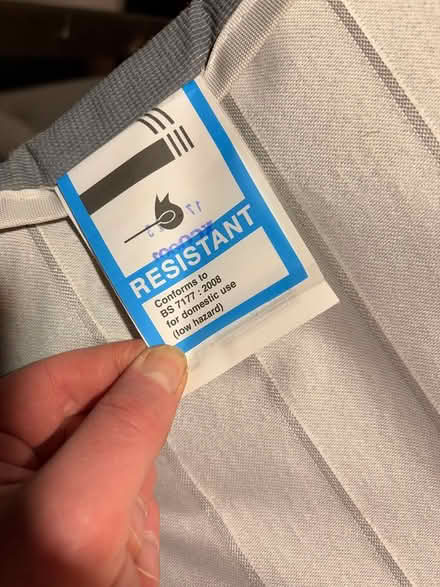 RESISTANT
Conforms to
BS 7177 : 2008
for domestic use
(low hazard)